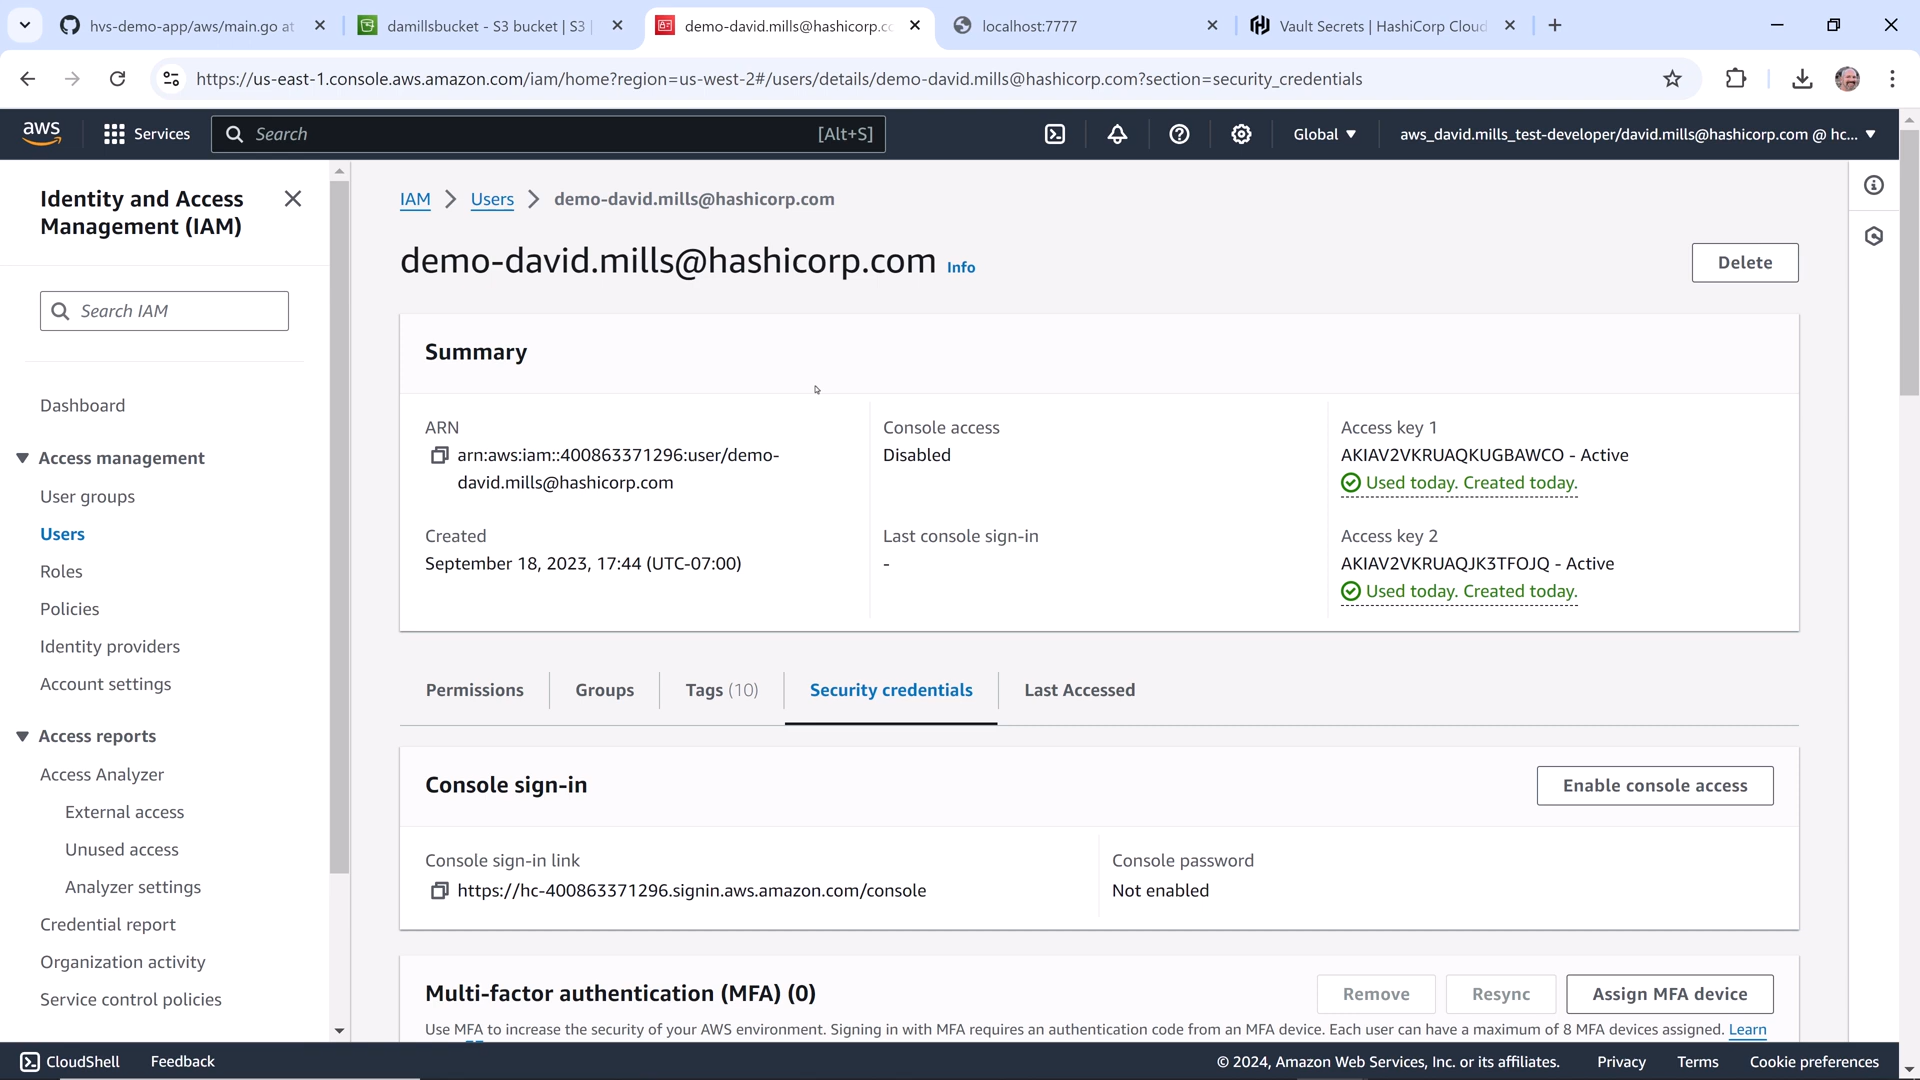 hvs-demo-app/aws/main.go at
damillsbucket - S3 bucket | S3 |
demo-david.mills@hashicorp.co
localhost:7777
Vault Secrets | HashiCorp Cloud
https://us-east-1.console.aws.amazon.com/iam/home?region=us-west-2#/users/details/demo-david.mills@hashicorp.com?section=security_credentials
aws
Services
Search
[Alt+S]
Global
aws_david.mills_test-developer/david.mills@hashicorp.com @ hc...
Identity and Access
Management (IAM)
Search IAM
Dashboard
Access management
User groups
Users
Roles
Policies
Identity providers
Account settings
Access reports
Access Analyzer
External access
Unused access
Analyzer settings
Credential report
Organization activity
Service control policies
IAM > Users > demo-david.mills@hashicorp.com
demo-david.mills@hashicorp.com Info
Delete
Summary
ARN
arn:aws:iam::400863371296:user/demo-
david.mills@hashicorp.com
Created
September 18, 2023, 17:44 (UTC-07:00)
Console access
Disabled
Last console sign-in
-
Access key 1
AKIAV2VKRUAQKUGBAWCO - Active
Used today. Created today.
Access key 2
AKIAV2VKRUAQJK3TFOJQ - Active
Used today. Created today.
Permissions
Groups
Tags (10)
Security credentials
Last Accessed
Console sign-in
Enable console access
Console sign-in link
https://hc-400863371296.signin.aws.amazon.com/console
Console password
Not enabled
Multi-factor authentication (MFA) (0)
Remove
Resync
Assign MFA device
Use MFA to increase the security of your AWS environment. Signing in with MFA requires an authentication code from an MFA device. Each user can have a maximum of 8 MFA devices assigned. Learn
CloudShell
Feedback
© 2024, Amazon Web Services, Inc. or its affiliates.
Privacy
Terms
Cookie preferences